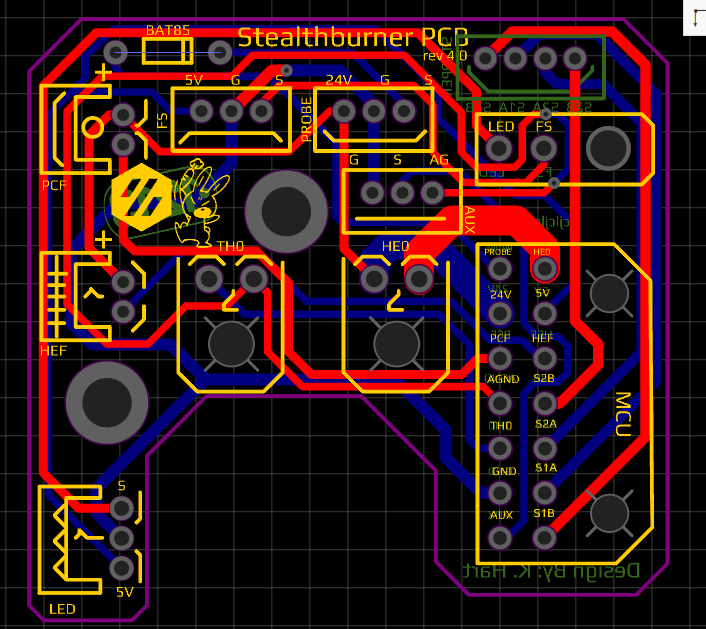 BAT85
Stealthburner PCB
rev 4.0
5V G S
24V G S
FS
PROBE
S2B S2A S1A S1B
LED FS
PCF
G S AG
AUX
TH0
HE0
PROBE HE0
24V 5V
PCF HEF
HEF
AGND S2B
TH0 S2A
MCU
GND S1A
AUX S1B
S
5V
LED
Design By: K. Hart